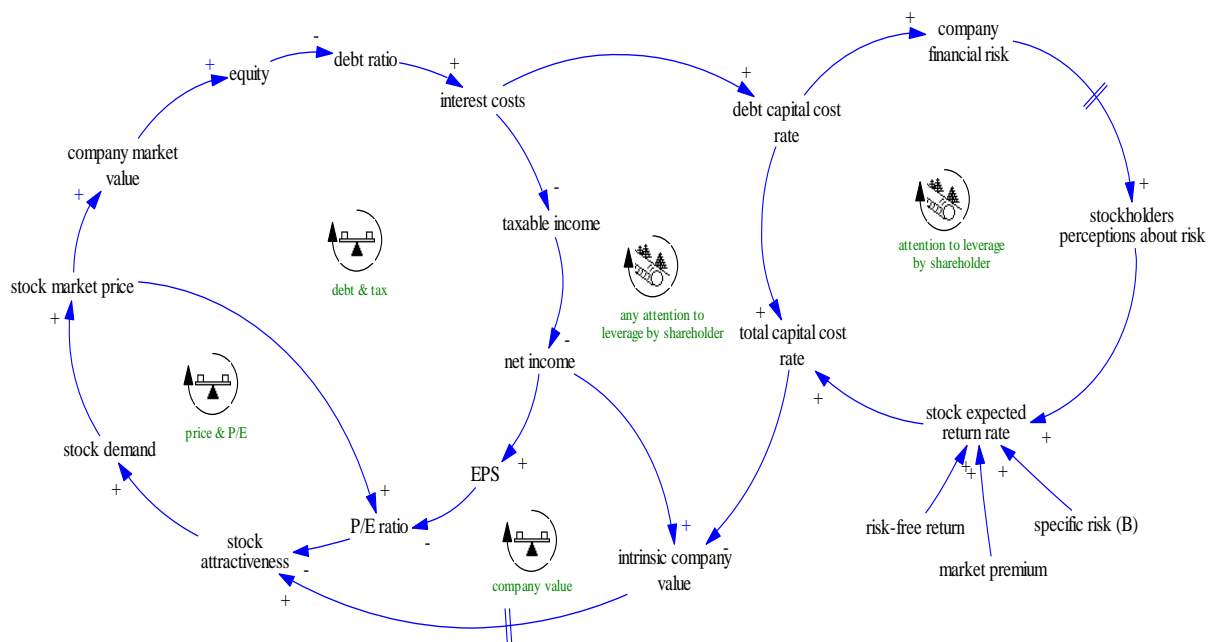 company
financial risk
debt ratio
equity
interest costs
debt capital cost
rate
company market
value
taxable income
stockholders
perceptions about risk
attention to leverage
by shareholder
stock market price
debt & tax
any attention to
leverage by shareholder
total capital cost
rate
net income
price & P/E
stock expected
return rate
stock demand
EPS
P/E ratio
risk-free return
specific risk (B)
stock
attractiveness
intrinsic company
value
market premium
company value
+
-
+
+
+
+
-
+
+
-
+
+
+
+
+
+
+
+
+
+
-
-
+
-
+